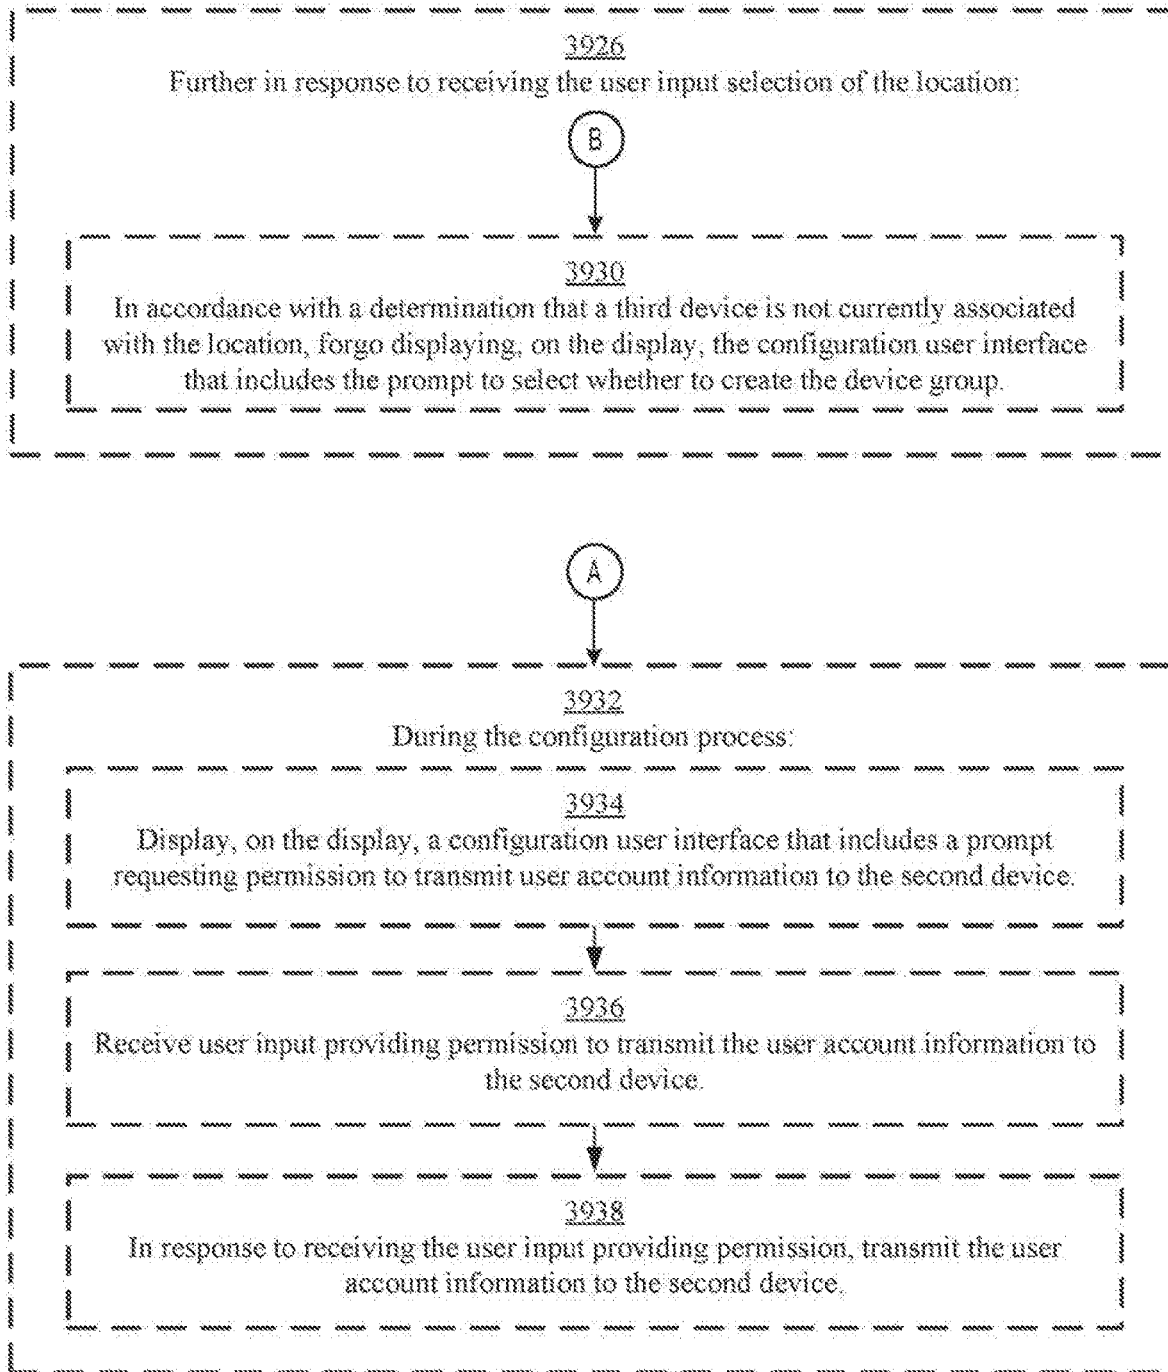 3926
Further in response to receiving the user input selection of the location:
B
3930
In accordance with a determination that a third device is not currently associated
with the location, forgo displaying, on the display, the configuration user interface
that includes the prompt to select whether to create the device group.
A
3932
During the configuration process:
3934
Display, on the display, a configuration user interface that includes a prompt
requesting permission to transmit user account information to the second device.
3936
Receive user input providing permission to transmit the user account information to
the second device.
3938
In response to receiving the user input providing permission, transmit the user
account information to the second device.